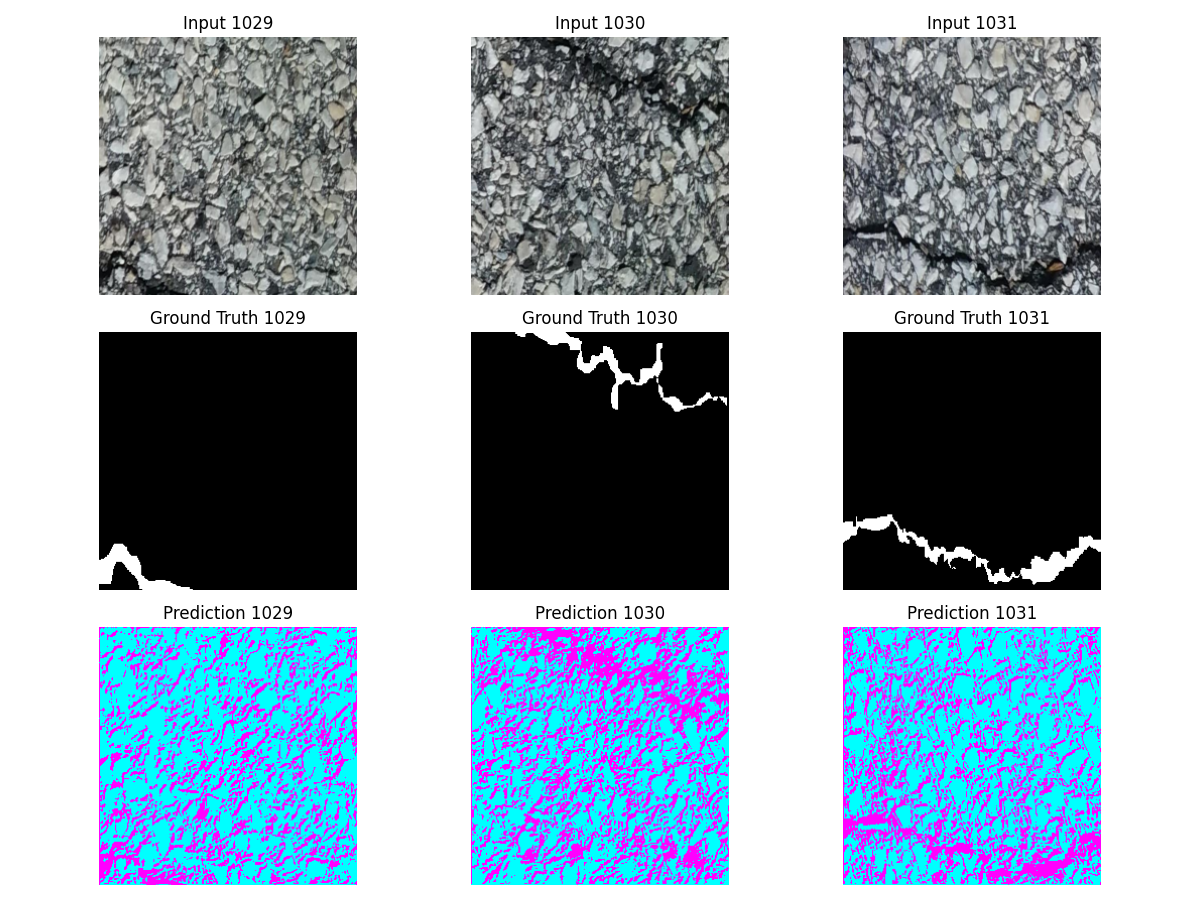 Input 1029
Input 1030
Input 1031
Ground Truth 1029
Ground Truth 1030
Ground Truth 1031
Prediction 1029
Prediction 1030
Prediction 1031